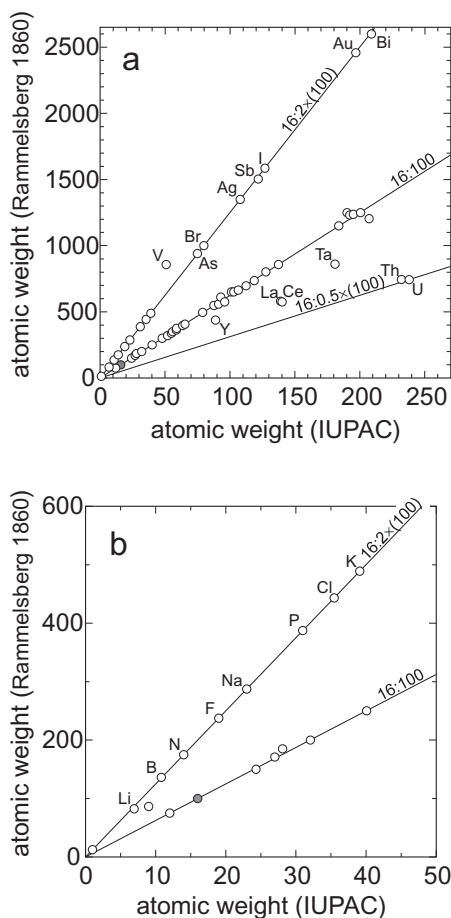 a
atomic weight (Rammelsberg 1860)
2500
2000
1500
1000
500
0
Au
Bi
16:2×(100)
I
Sb
Ag
Br
As
V
16:100
Ta
La
Ce
Th
U
Y
16:0.5×(100)
0 50 100 150 200 250
atomic weight (IUPAC)
b
atomic weight (Rammelsberg 1860)
600
400
200
0
16:2×(100)
K
Cl
P
Na
F
N
B
Li
16:100
0 10 20 30 40 50
atomic weight (IUPAC)